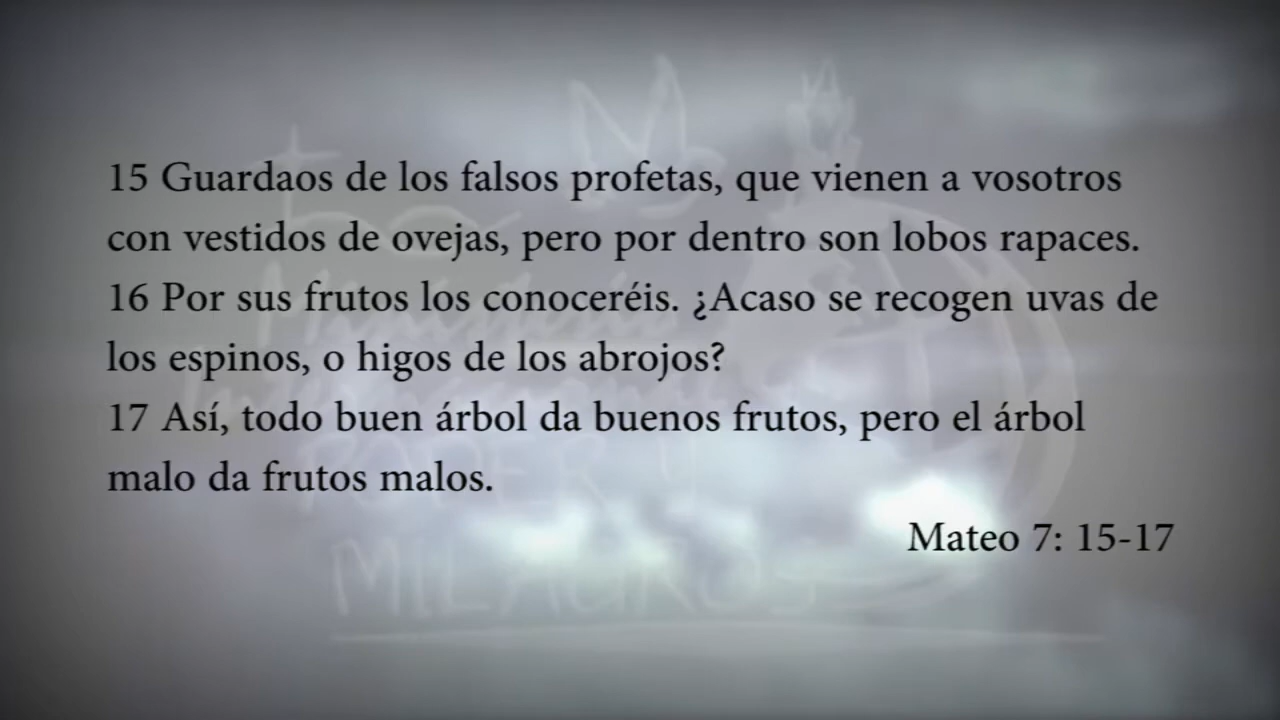 15 Guardaos de los falsos profetas, que vienen a vosotros
con vestidos de ovejas, pero por dentro son lobos rapaces.
16 Por sus frutos los conoceréis. ¿Acaso se recogen uvas de
los espinos, o higos de los abrojos?
17 Así, todo buen árbol da buenos frutos, pero el árbol
malo da frutos malos.
Mateo 7: 15-17
PODER Y
MILAGROS